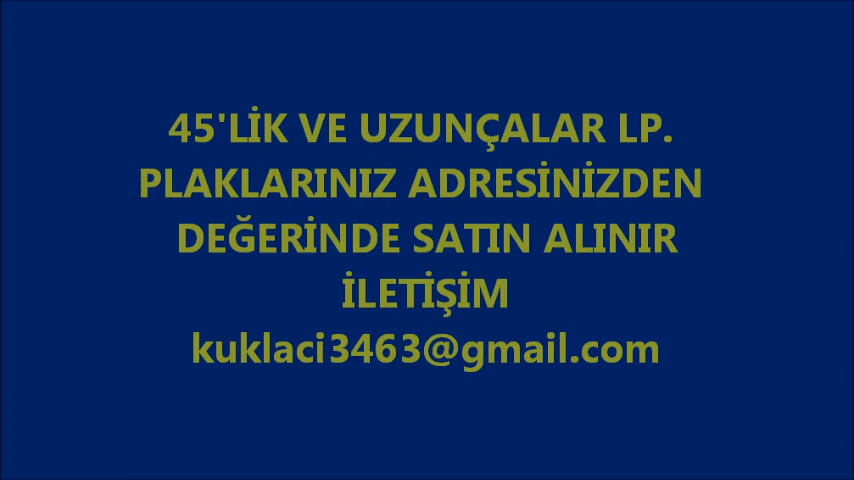 45'LİK VE UZUNÇALAR LP.
PLAKLARINIZ ADRESİNİZDEN
DEĞERİNDE SATIN ALINIR
İLETİŞİM
kuklaci3463@gmail.com